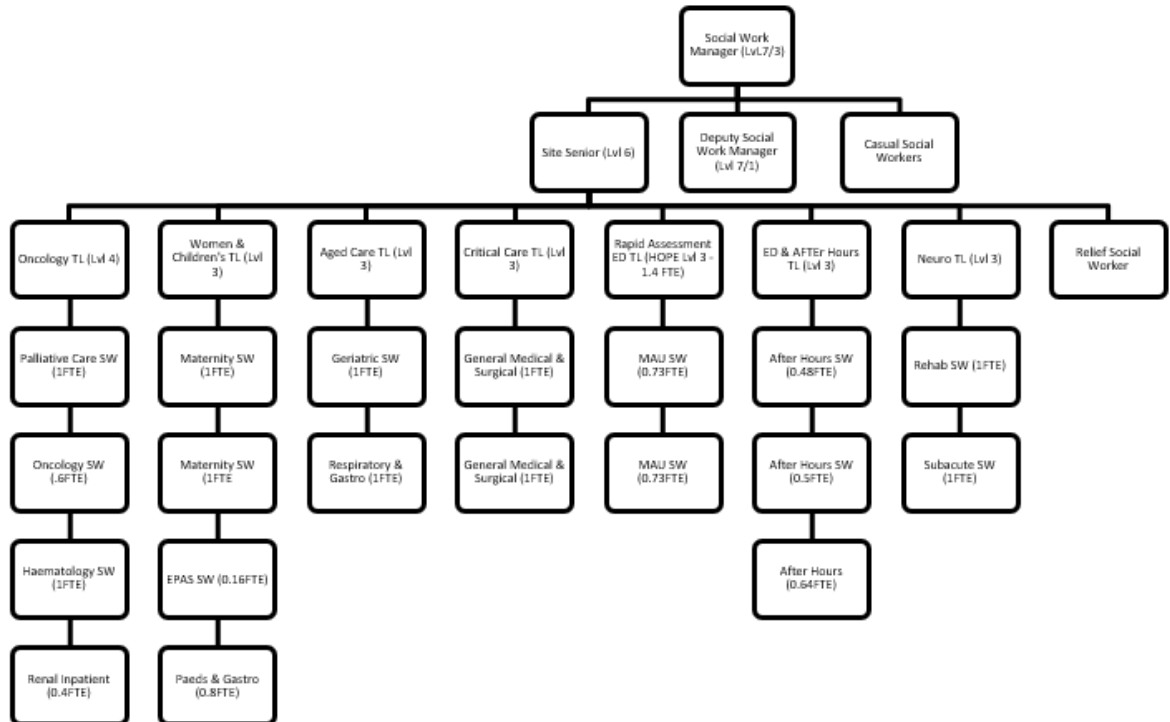 Social Work
Manager (LvL7/3)
Site Senior (Lvl 6)
Deputy Social
Work Manager
(Lvl 7/1)
Casual Social
Workers
Oncology TL (Lvl 4)
Women &
Children's TL (Lvl
3)
Aged Care TL (Lvl
3)
Critical Care TL (Lvl
3)
Rapid Assessment
ED TL (HOPE Lvl 3 -
1.4 FTE)
ED & AFTEr Hours
TL (Lvl 3)
Neuro TL (Lvl 3)
Relief Social
Worker
Palliative Care SW
(1FTE)
Maternity SW
(1FTE)
Geriatric SW
(1FTE)
General Medical &
Surgical (1FTE)
MAU SW
(0.73FTE)
After Hours SW
(0.48FTE)
Rehab SW (1FTE)
Oncology SW
(.6FTE)
Maternity SW
(1FTE
Respiratory &
Gastro (1FTE)
General Medical &
Surgical (1FTE)
MAU SW
(0.73FTE)
After Hours SW
(0.5FTE)
Subacute SW
(1FTE)
Haematology SW
(1FTE)
EPAS SW (0.16FTE)
After Hours
(0.64FTE)
Renal Inpatient
(0.4FTE)
Paeds & Gastro
(0.8FTE)